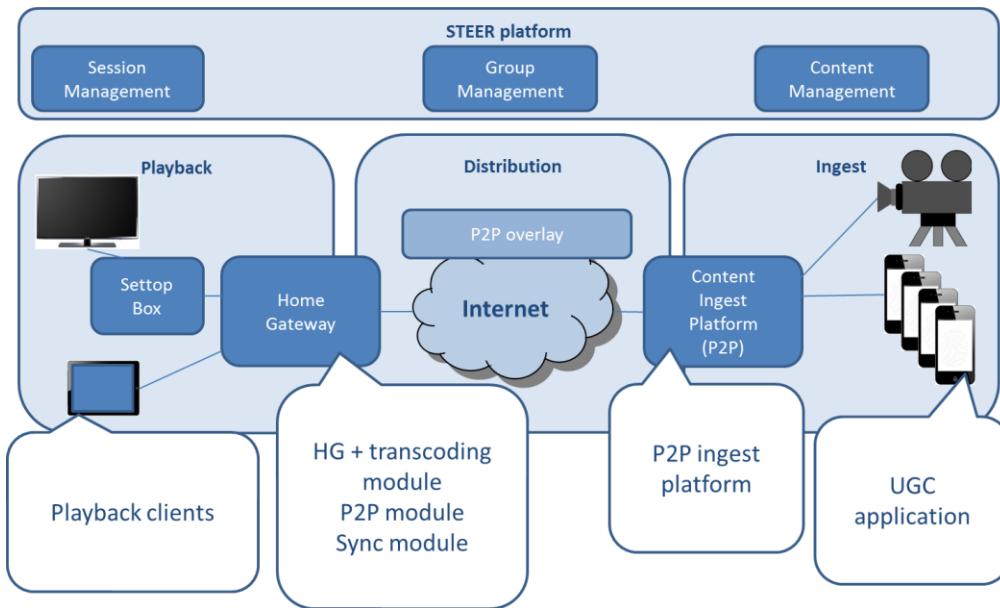 STEER platform
Session
Management
Group
Management
Content
Management
Playback
Distribution
Ingest
P2P overlay
Settop
Box
Home
Gateway
Internet
Content
Ingest
Platform
(P2P)
Playback clients
HG + transcoding
module
P2P module
Sync module
P2P ingest
platform
UGC
application